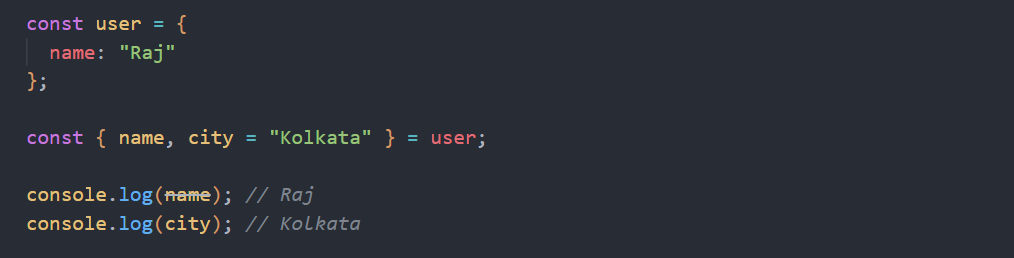 const user = {
  name: "Raj"
};
const { name, city = "Kolkata" } = user;
console.log(name); // Raj
console.log(city); // Kolkata